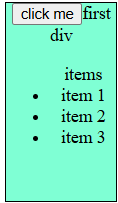 click me first
div
items
item 1
item 2
item 3